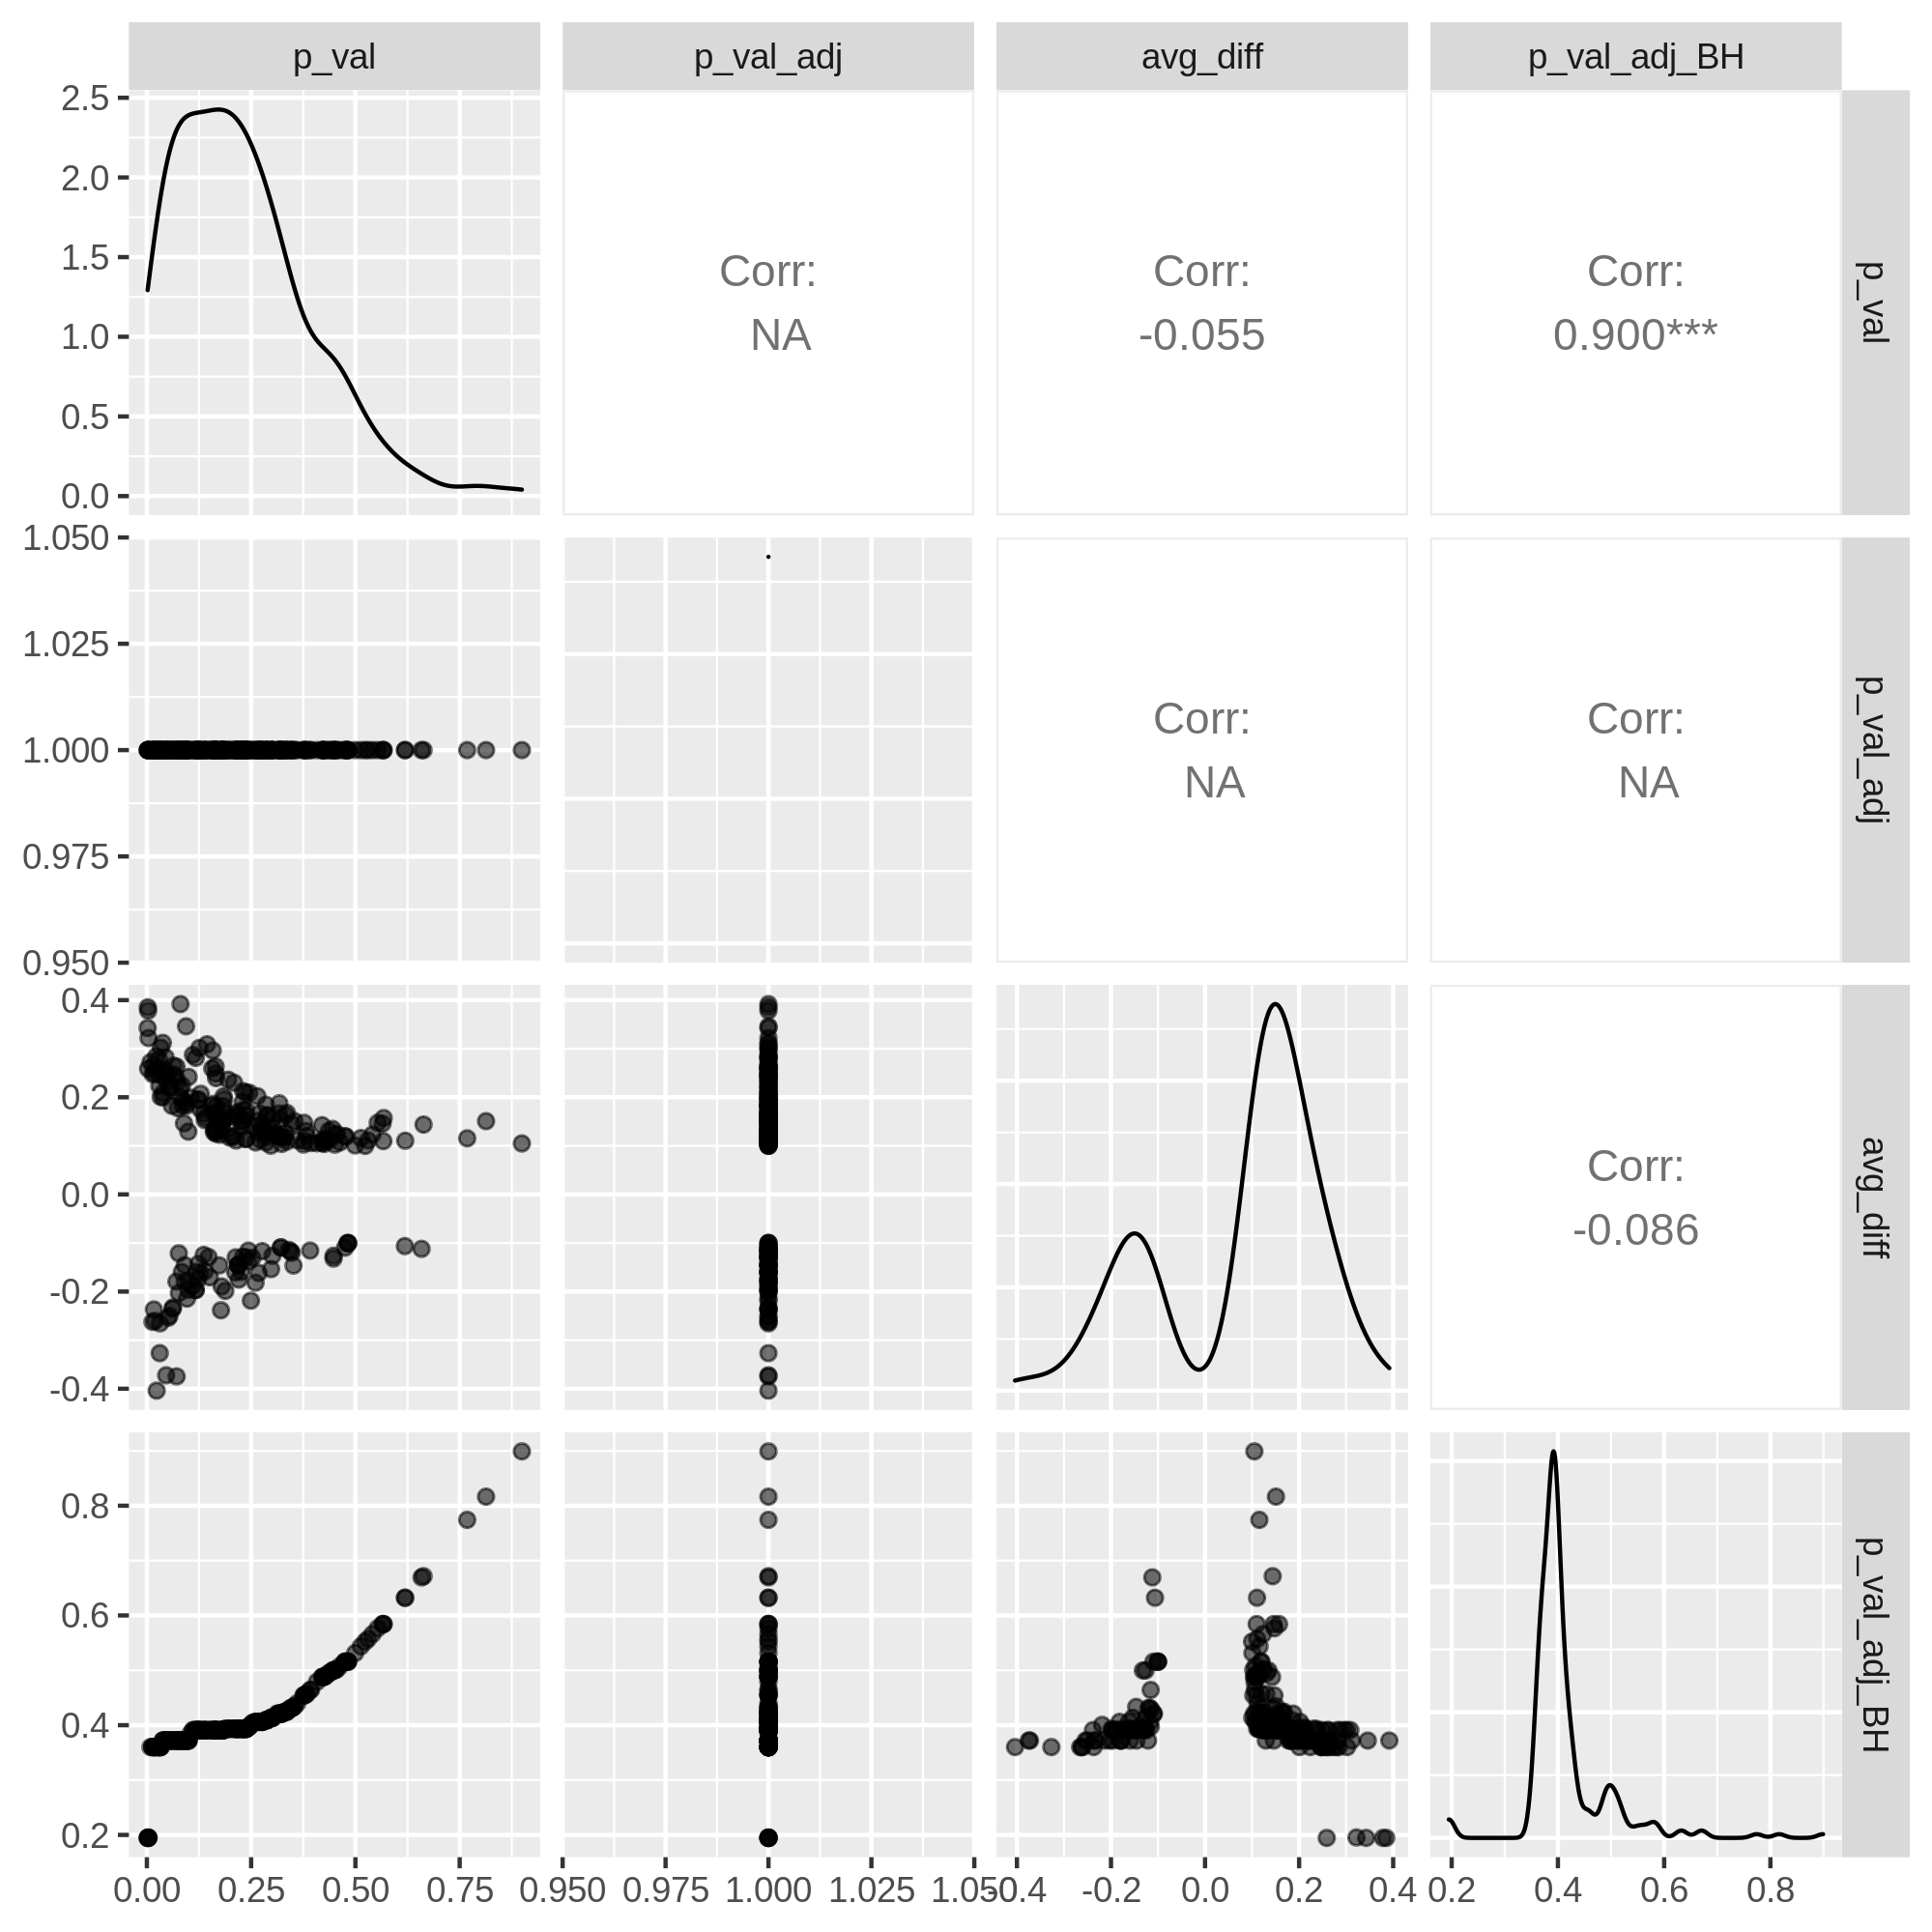 p_val p_val_adj avg_diff p_val_adj_BH
2.5
2.0
1.5
1.0
0.5
0.0
Corr:
NA
Corr:
-0.055
Corr:
0.900***
p_val
1.050
1.025
1.000
0.975
0.950
Corr:
NA
Corr:
NA
p_val_adj
0.4
0.2
0.0
-0.2
-0.4
Corr:
-0.086
avg_diff
0.8
0.6
0.4
0.2
p_val_adj_BH
0.00 0.25 0.50 0.75 0.950 0.975 1.000 1.025 1.050 -0.4 -0.2 0.0 0.2 0.4 0.2 0.4 0.6 0.8